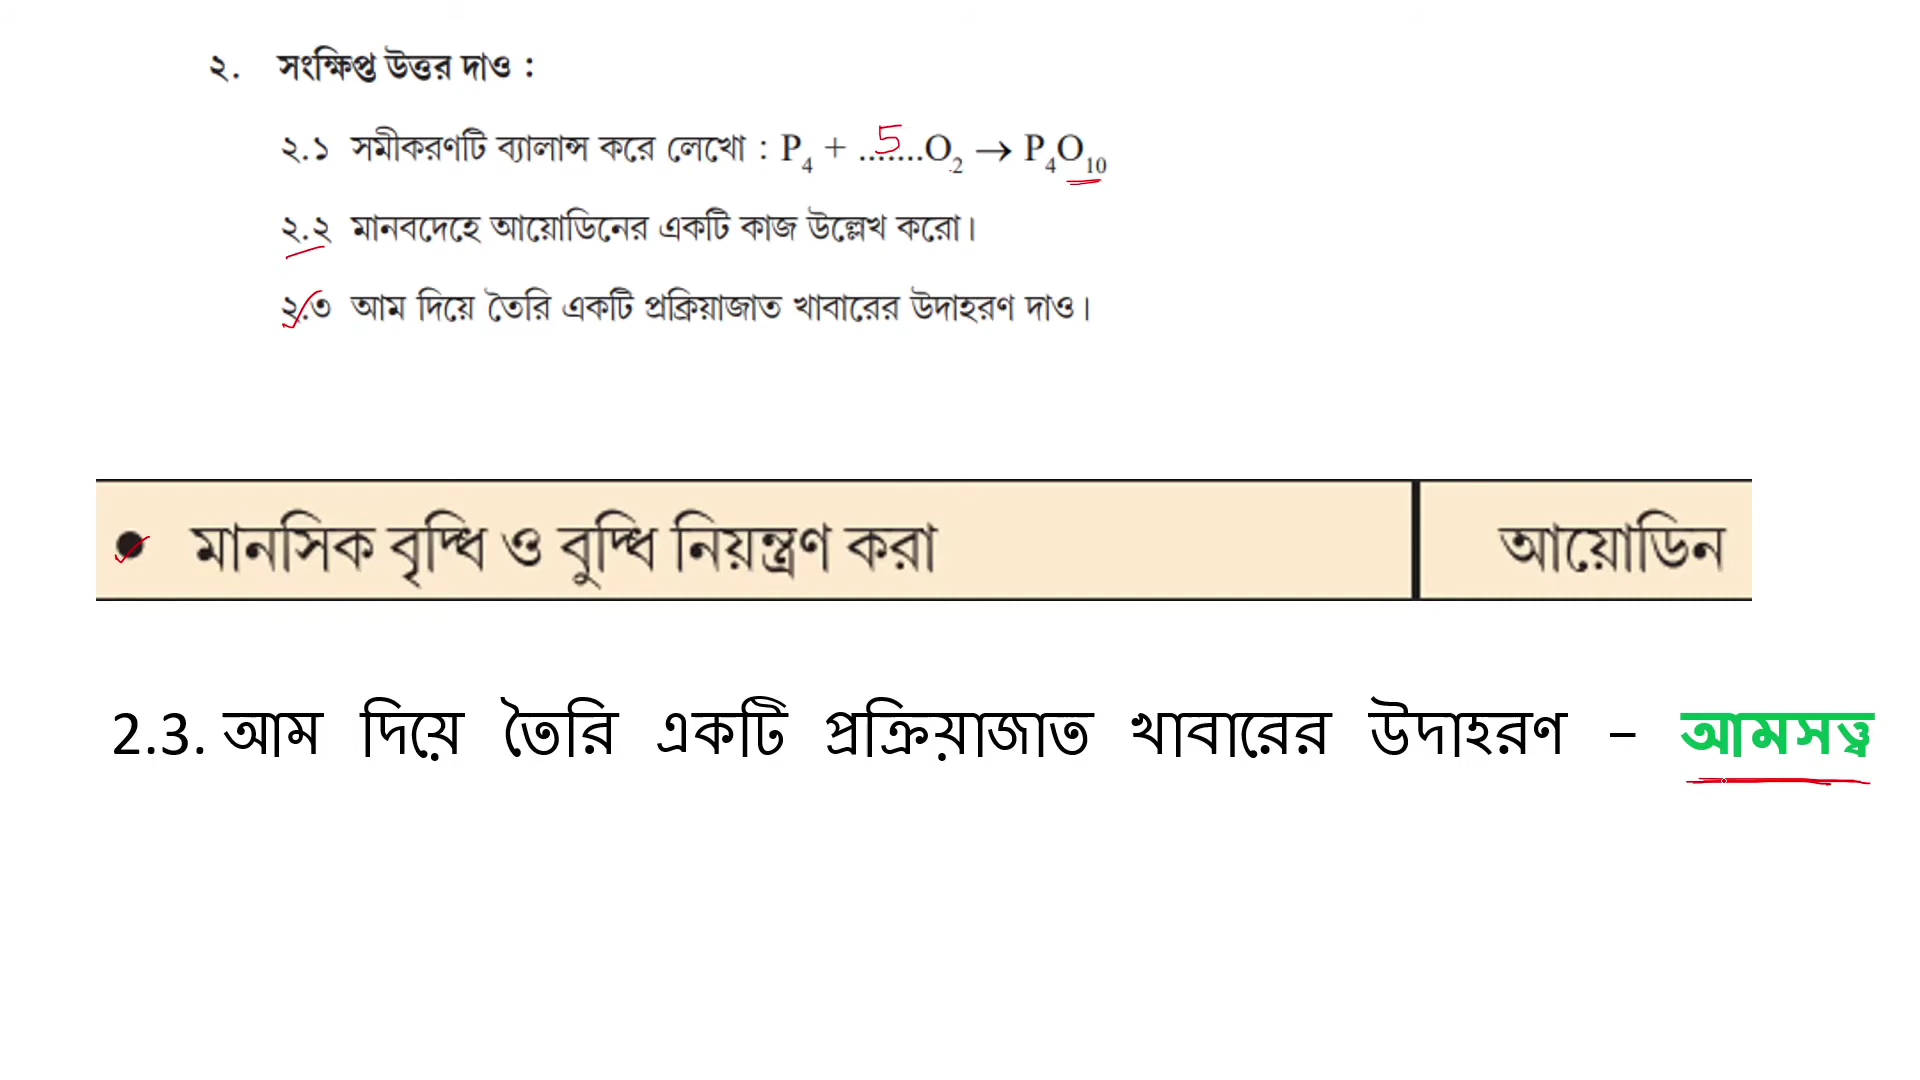 ২. সংক্ষিপ্ত উত্তর দাও :
২.১ সমীকরণটি ব্যালান্স করে লেখো : P₄ + ...5....O₂ → P₄O₁₀
২.২ মানবদেহে আয়োডিনের একটি কাজ উল্লেখ করো।
২.৩ আম দিয়ে তৈরি একটি প্রক্রিয়াজাত খাবারের উদাহরণ দাও।
● মানসিক বৃদ্ধি ও বুদ্ধি নিয়ন্ত্রণ করা আয়োডিন
2.3. আম দিয়ে তৈরি একটি প্রক্রিয়াজাত খাবারের উদাহরণ – আমসত্ত্ব